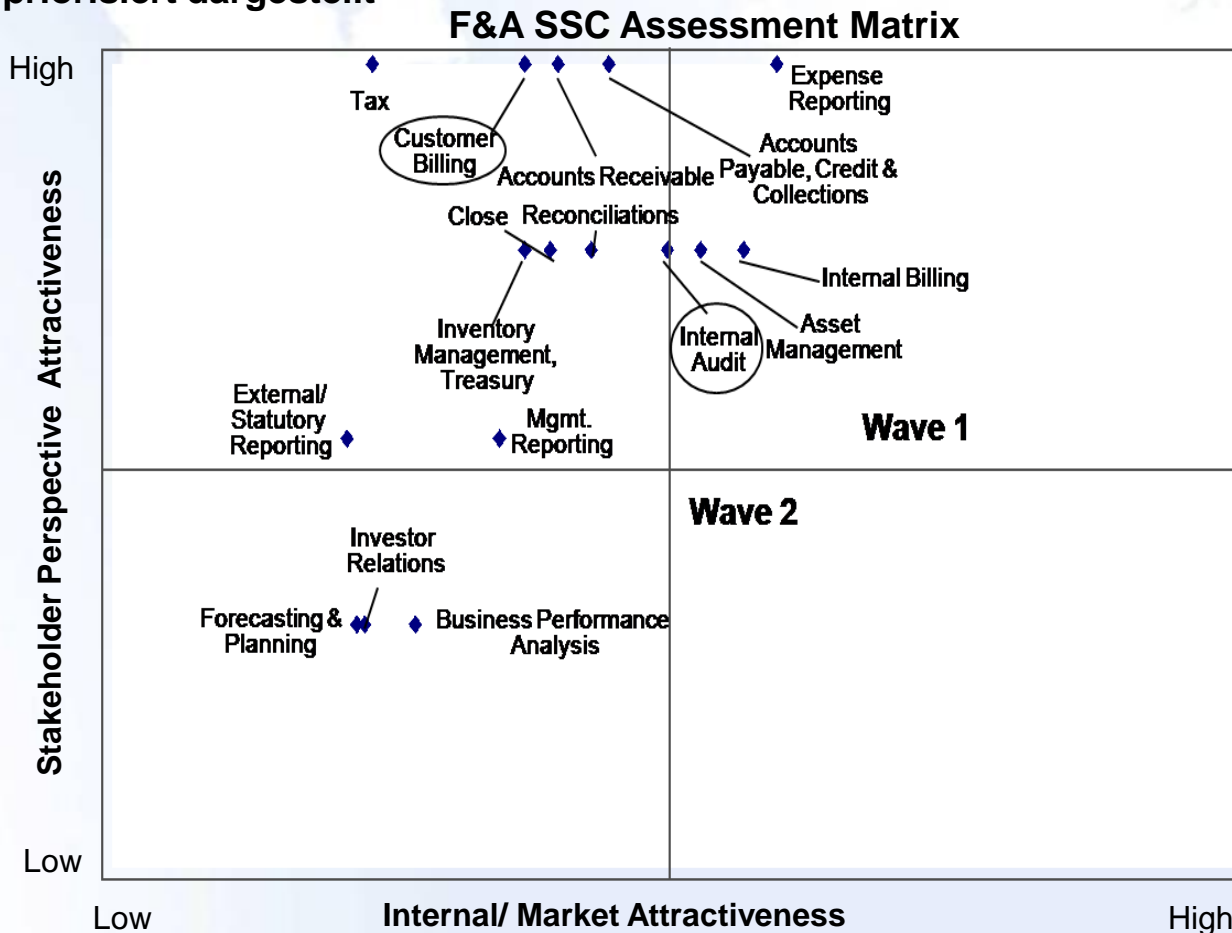 priorisiert dargestellt
F&A SSC Assessment Matrix
High
Tax
Expense
Reporting
Customer
Billing
Accounts Receivable
Accounts
Payable, Credit &
Collections
Close
Reconciliations
Internal Billing
Inventory
Management,
Treasury
Internal
Audit
Asset
Management
External/
Statutory
Reporting
Mgmt.
Reporting
Wave 1
Wave 2
Investor
Relations
Forecasting &
Planning
Business Performance
Analysis
Stakeholder Perspective Attractiveness
Low
Low
Internal/ Market Attractiveness
High